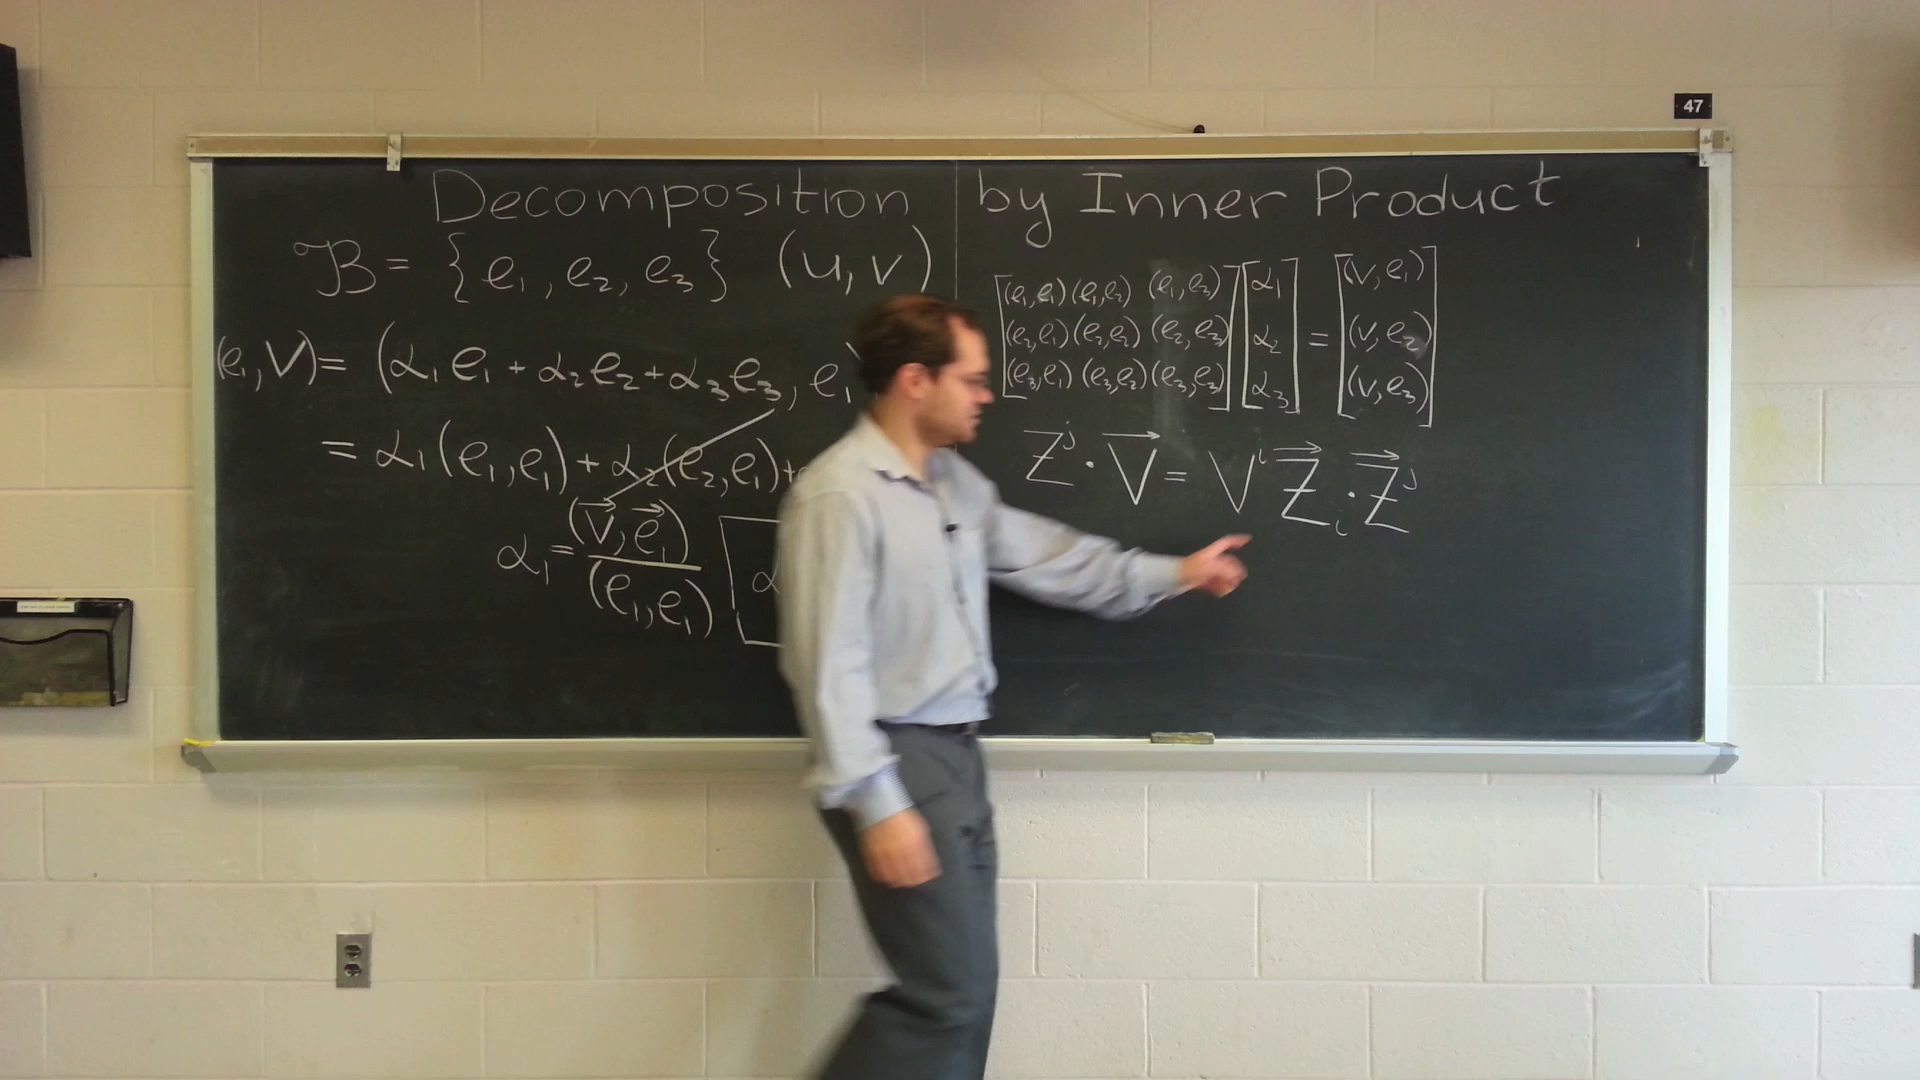 47
Decomposition by Inner Product
B = {e₁, e₂, e₃} (u, v)
(e₁, V) = (α₁e₁ + α₂e₂ + α₃e₃, e₁
= α₁(e₁, e₁) + α₂(e₂, e₁) +
α₁ = (v⃗, e⃗₁) / (e₁, e₁)
α
[(e₁,e₁) (e₁,e₂) (e₁,e₃)] [α₁] [(v,e₁)]
[(e₂,e₁) (e₂,e₂) (e₂,e₃)] [α₂] = [(v,e₂)]
[(e₃,e₁) (e₃,e₂) (e₃,e₃)] [α₃] [(v,e₃)]
Z⃗ʲ · V⃗ = Vⁱ Z⃗ᵢ · Z⃗ʲ